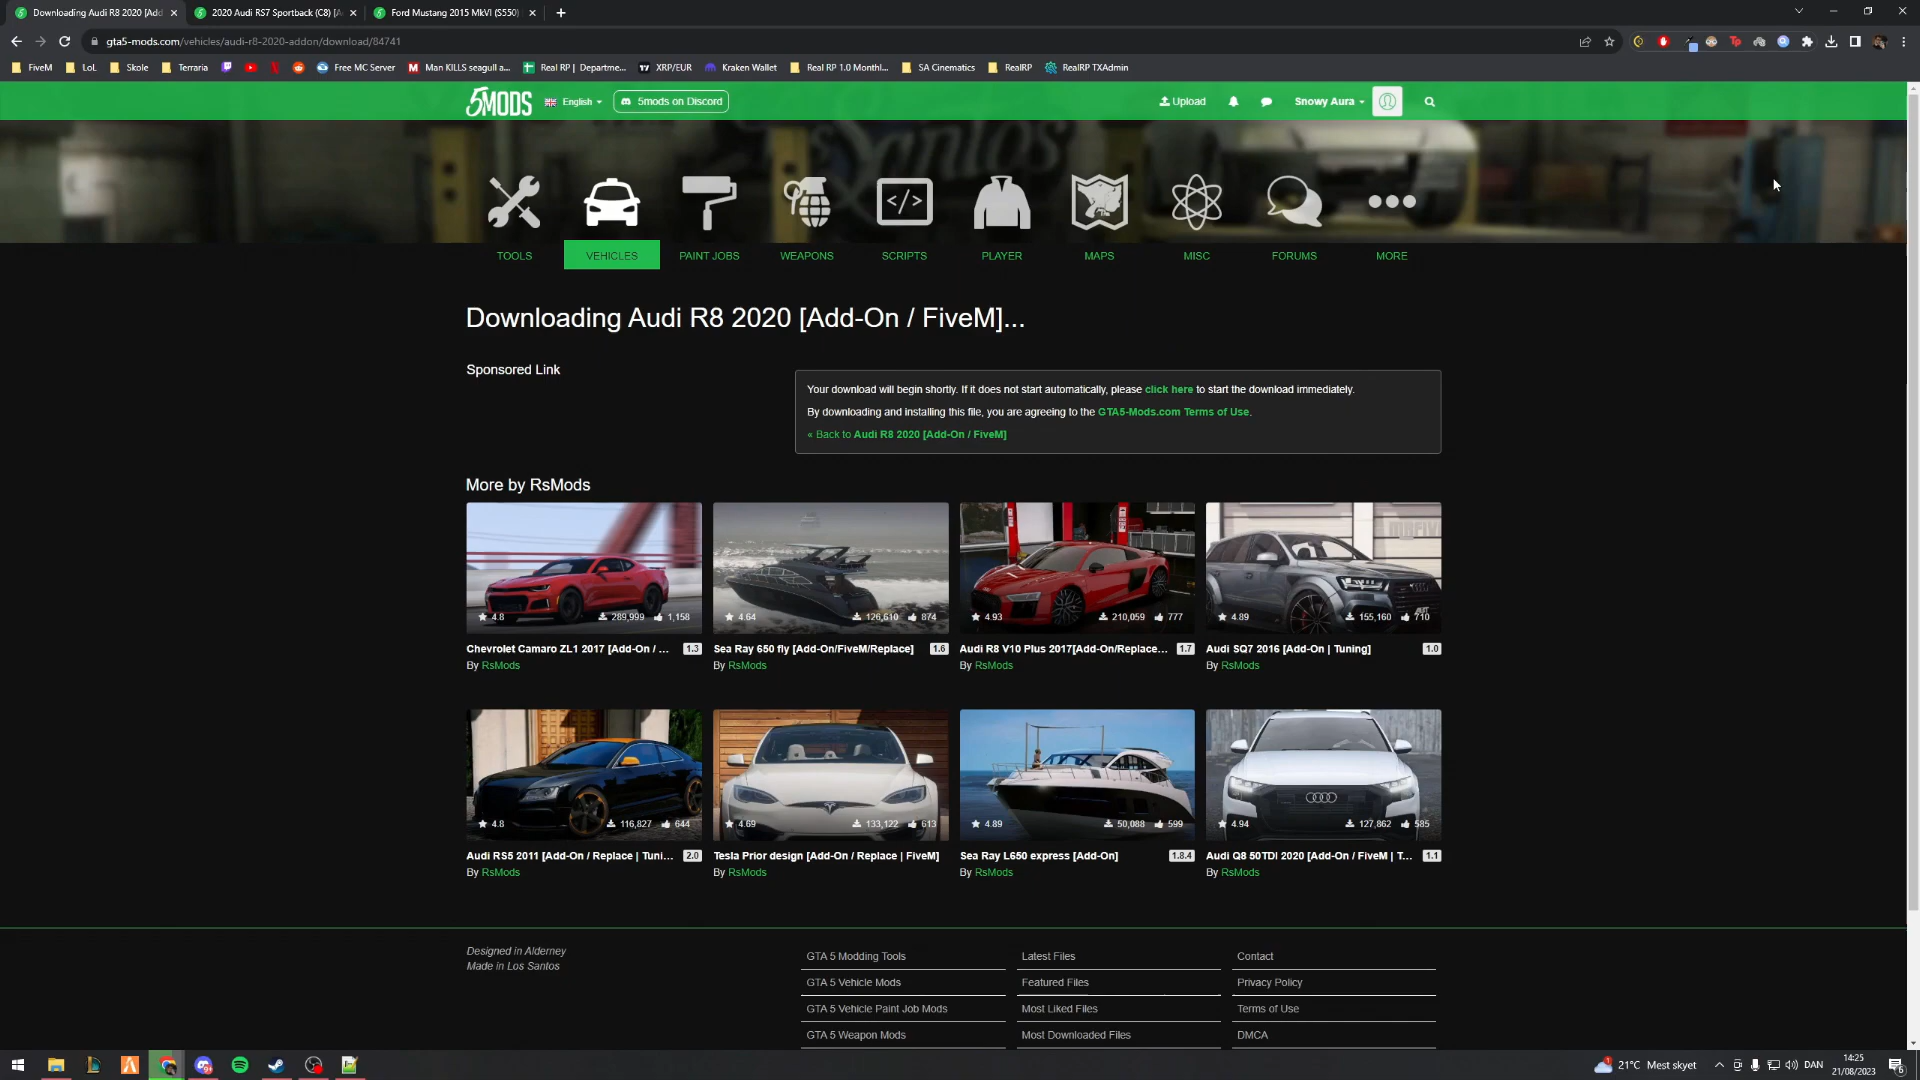 Downloading Audi R8 2020 [Add
2020 Audi RS7 Sportback (C8) [A
Ford Mustang 2015 MkVI (S550)
gta5-mods.com/vehicles/audi-r8-2020-addon/download/84741
FiveM
LoL
Skole
Terraria
Free MC Server
Man KILLS seagull a...
Real RP | Departme...
XRP/EUR
Kraken Wallet
Real RP 1.0 Monthl...
SA Cinematics
RealRP
RealRP TXAdmin
5MODS
English
5mods on Discord
Upload
Snowy Aura
TOOLS
VEHICLES
PAINT JOBS
WEAPONS
SCRIPTS
PLAYER
MAPS
MISC
FORUMS
MORE
Downloading Audi R8 2020 [Add-On / FiveM]...
Sponsored Link
Your download will begin shortly. If it does not start automatically, please click here to start the download immediately.
By downloading and installing this file, you are agreeing to the GTA5-Mods.com Terms of Use.
« Back to Audi R8 2020 [Add-On / FiveM]
More by RsMods
4.8 289,999 1,158
4.64 126,610 874
4.93 210,059 777
4.89 155,160 710
Chevrolet Camaro ZL1 2017 [Add-On / ... 1.3
Sea Ray 650 fly [Add-On/FiveM/Replace] 1.6
Audi R8 V10 Plus 2017[Add-On/Replace... 1.7
Audi SQ7 2016 [Add-On | Tuning] 1.0
By RsMods
By RsMods
By RsMods
By RsMods
4.8 116,827 644
4.69 133,122 613
4.89 50,088 599
4.94 127,862 585
Audi RS5 2011 [Add-On / Replace | Tuni... 2.0
Tesla Prior design [Add-On / Replace | FiveM]
Sea Ray L650 express [Add-On] 1.8.4
Audi Q8 50TDI 2020 [Add-On / FiveM | T... 1.1
By RsMods
By RsMods
By RsMods
By RsMods
Designed in Alderney
Made in Los Santos
GTA 5 Modding Tools
GTA 5 Vehicle Mods
GTA 5 Vehicle Paint Job Mods
GTA 5 Weapon Mods
Latest Files
Featured Files
Most Liked Files
Most Downloaded Files
Contact
Privacy Policy
Terms of Use
DMCA
21°C Mest skyet
DAN
14:25
21/08/2023